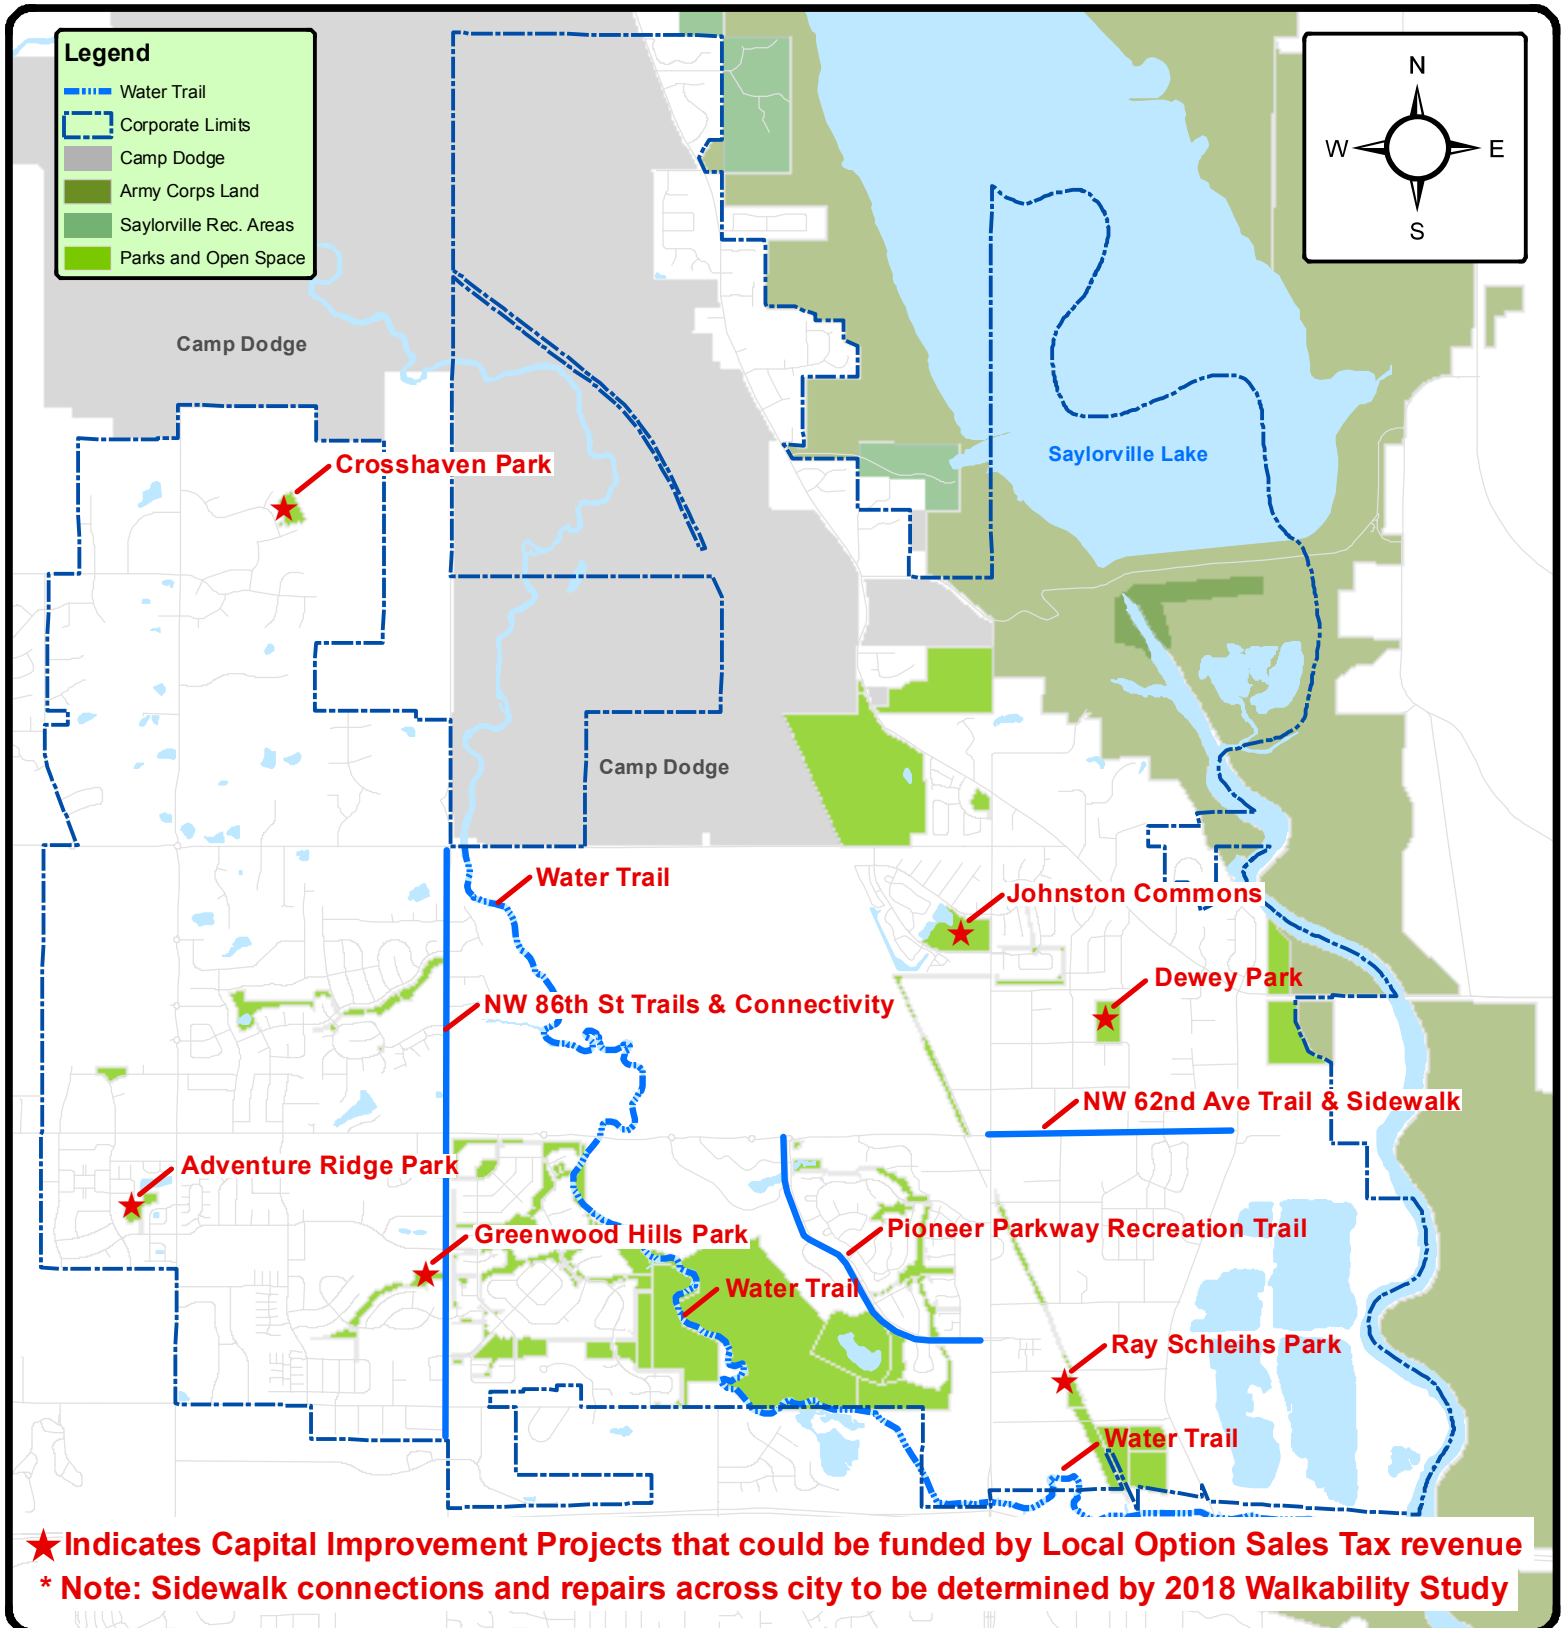 Legend
Water Trail
Corporate Limits
Camp Dodge
Army Corps Land
Saylorville Rec. Areas
Parks and Open Space
N
W
E
S
Camp Dodge
Saylorville Lake
Crosshaven Park
Camp Dodge
Water Trail
Johnston Commons
Dewey Park
NW 86th St Trails & Connectivity
NW 62nd Ave Trail & Sidewalk
Adventure Ridge Park
Greenwood Hills Park
Pioneer Parkway Recreation Trail
Water Trail
Ray Schleihs Park
Water Trail
Indicates Capital Improvement Projects that could be funded by Local Option Sales Tax revenue
* Note: Sidewalk connections and repairs across city to be determined by 2018 Walkability Study